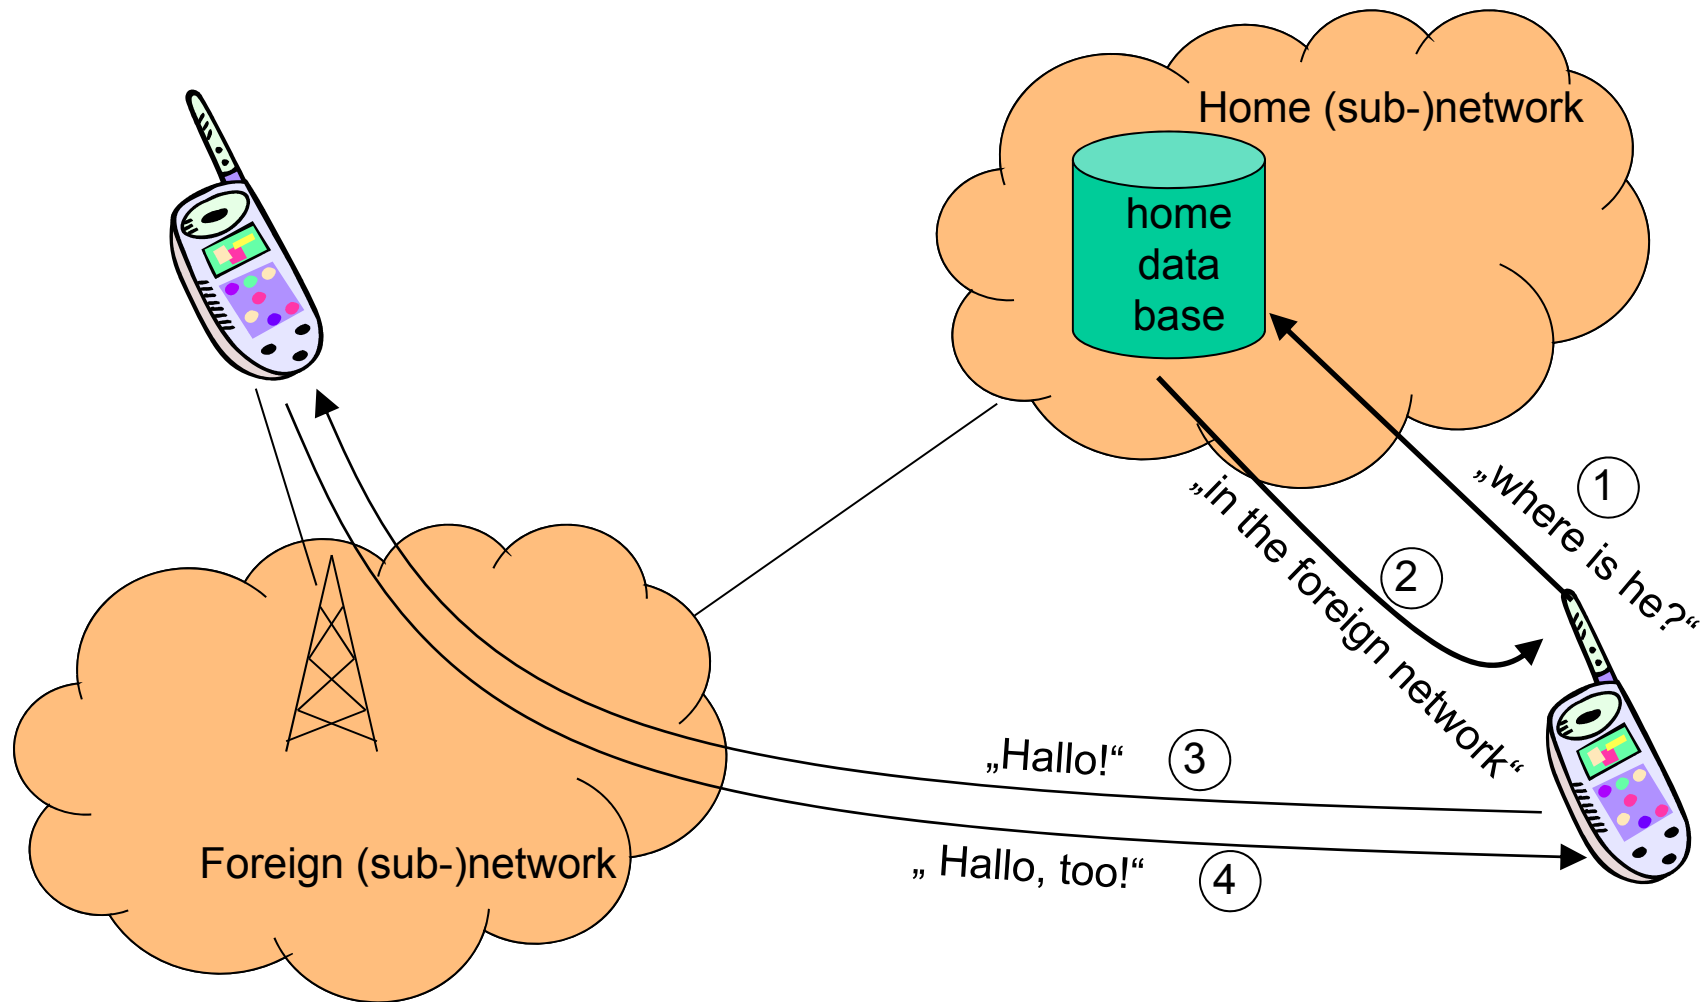 Home (sub-)network
home
data
base
„where is he?“
1
„in the foreign network“
2
„Hallo!“
3
„ Hallo, too!“
4
Foreign (sub-)network